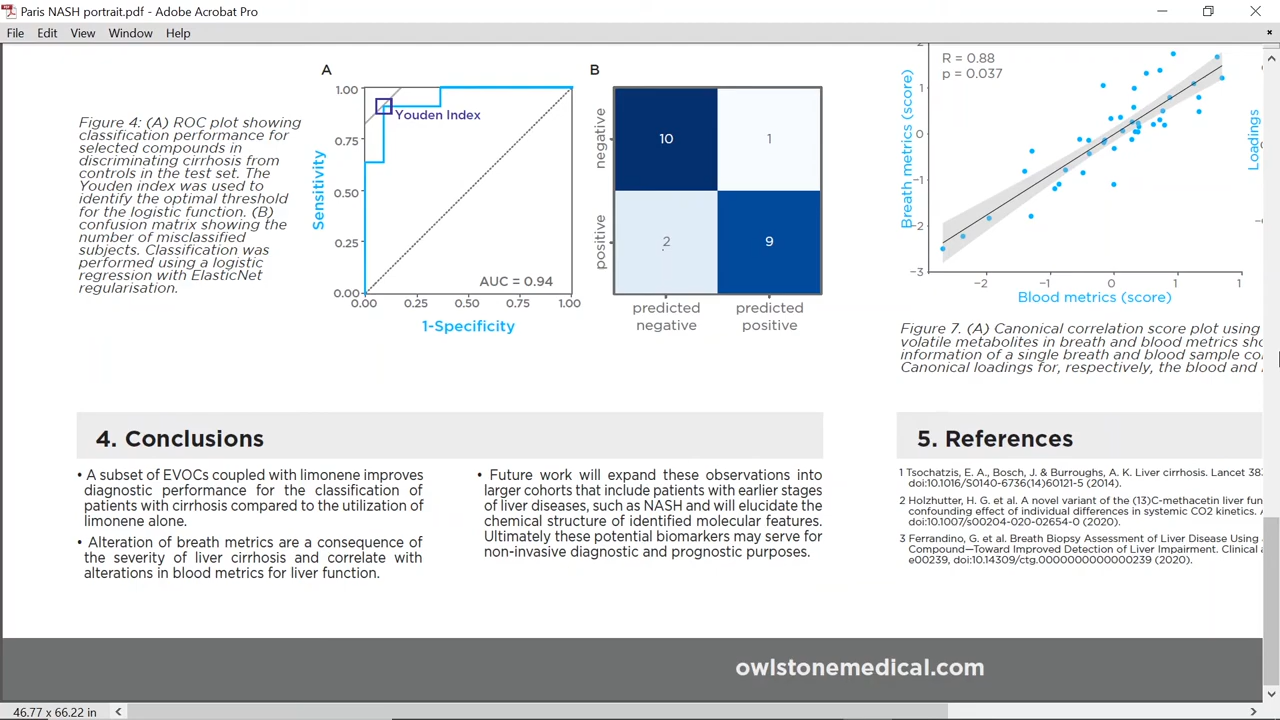 Paris NASH portrait.pdf - Adobe Acrobat Pro
File Edit View Window Help
A
1.00
0.75
0.50
0.25
0.00
Sensitivity
Youden Index
AUC = 0.94
0.00 0.25 0.50 0.75 1.00
1-Specificity
Figure 4: (A) ROC plot showing
classification performance for
selected compounds in
discriminating cirrhosis from
controls in the test set. The
Youden index was used to
identify the optimal threshold
for the logistic function. (B)
confusion matrix showing the
number of misclassified
subjects. Classification was
performed using a logistic
regression with ElasticNet
regularisation.
B
negative
positive
10 1
2 9
predicted predicted
negative positive
R = 0.88
p = 0.037
Breath metrics (score)
2
1
0
−1
−2
−3
−2 −1 0 1 1
Blood metrics (score)
Loadings
Figure 7. (A) Canonical correlation score plot using
volatile metabolites in breath and blood metrics sho
information of a single breath and blood sample co
Canonical loadings for, respectively, the blood and
4. Conclusions
• A subset of EVOCs coupled with limonene improves
diagnostic performance for the classification of
patients with cirrhosis compared to the utilization of
limonene alone.
• Alteration of breath metrics are a consequence of
the severity of liver cirrhosis and correlate with
alterations in blood metrics for liver function.
• Future work will expand these observations into
larger cohorts that include patients with earlier stages
of liver diseases, such as NASH and will elucidate the
chemical structure of identified molecular features.
Ultimately these potential biomarkers may serve for
non-invasive diagnostic and prognostic purposes.
5. References
1 Tsochatzis, E. A., Bosch, J. & Burroughs, A. K. Liver cirrhosis. Lancet 383
doi:10.1016/S0140-6736(14)60121-5 (2014).
2 Holzhutter, H. G. et al. A novel variant of the (13)C-methacetin liver fun
confounding effect of individual differences in systemic CO2 kinetics. A
doi:10.1007/s00204-020-02654-0 (2020).
3 Ferrandino, G. et al. Breath Biopsy Assessment of Liver Disease Using
Compound—Toward Improved Detection of Liver Impairment. Clinical a
e00239, doi:10.14309/ctg.0000000000000239 (2020).
owlstonemedical.com
46.77 x 66.22 in